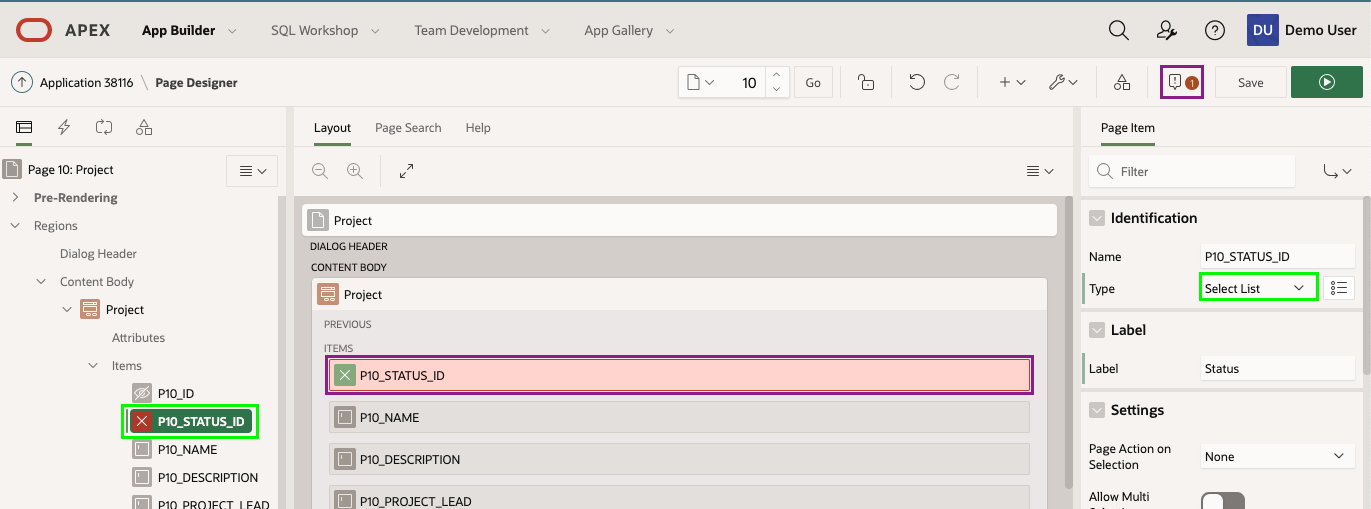 APEX App Builder SQL Workshop Team Development App Gallery DU Demo User
Application 38116 \ Page Designer 10 Go 1 Save
Layout Page Search Help
Page Item
Page 10: Project
Filter
Pre-Rendering
Regions
Dialog Header
Content Body
Project
Attributes
Items
P10_ID
P10_STATUS_ID
P10_NAME
P10_DESCRIPTION
P10_PROJECT_LEAD
Project
DIALOG HEADER
CONTENT BODY
Project
PREVIOUS
ITEMS
P10_STATUS_ID
P10_NAME
P10_DESCRIPTION
P10_PROJECT_LEAD
Identification
Name P10_STATUS_ID
Type Select List
Label
Label Status
Settings
Page Action on
Selection
None
Allow Multi